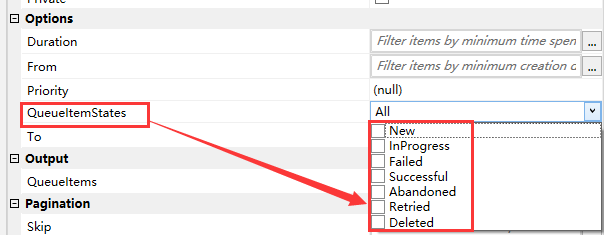 Options
Duration Filter items by minimum time spen ...
From Filter items by minimum creation c ...
Priority (null)
QueueItemStates All
To New
Output InProgress
QueueItems Failed
Pagination Successful
Skip Abandoned
Retried
Deleted